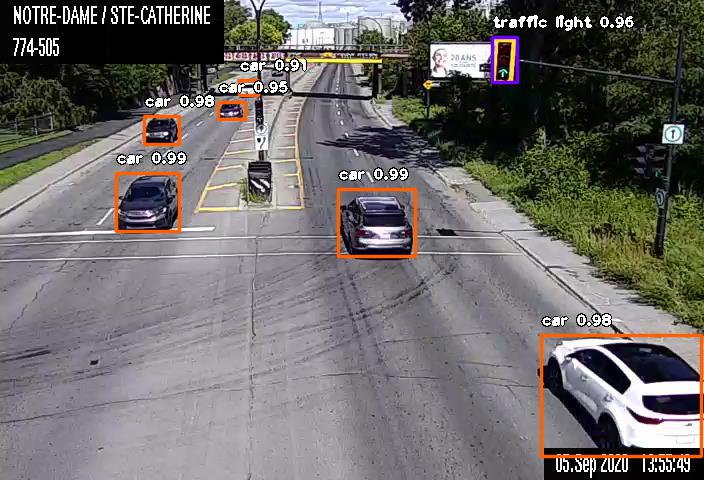 NOTRE-DAME / STE-CATHERINE
774-505
traffic light 0.96
car 0.91
car 0.95
car 0.98
car 0.99
car 0.99
car 0.98
20 ANS
05.Sep 2020 13:55:49